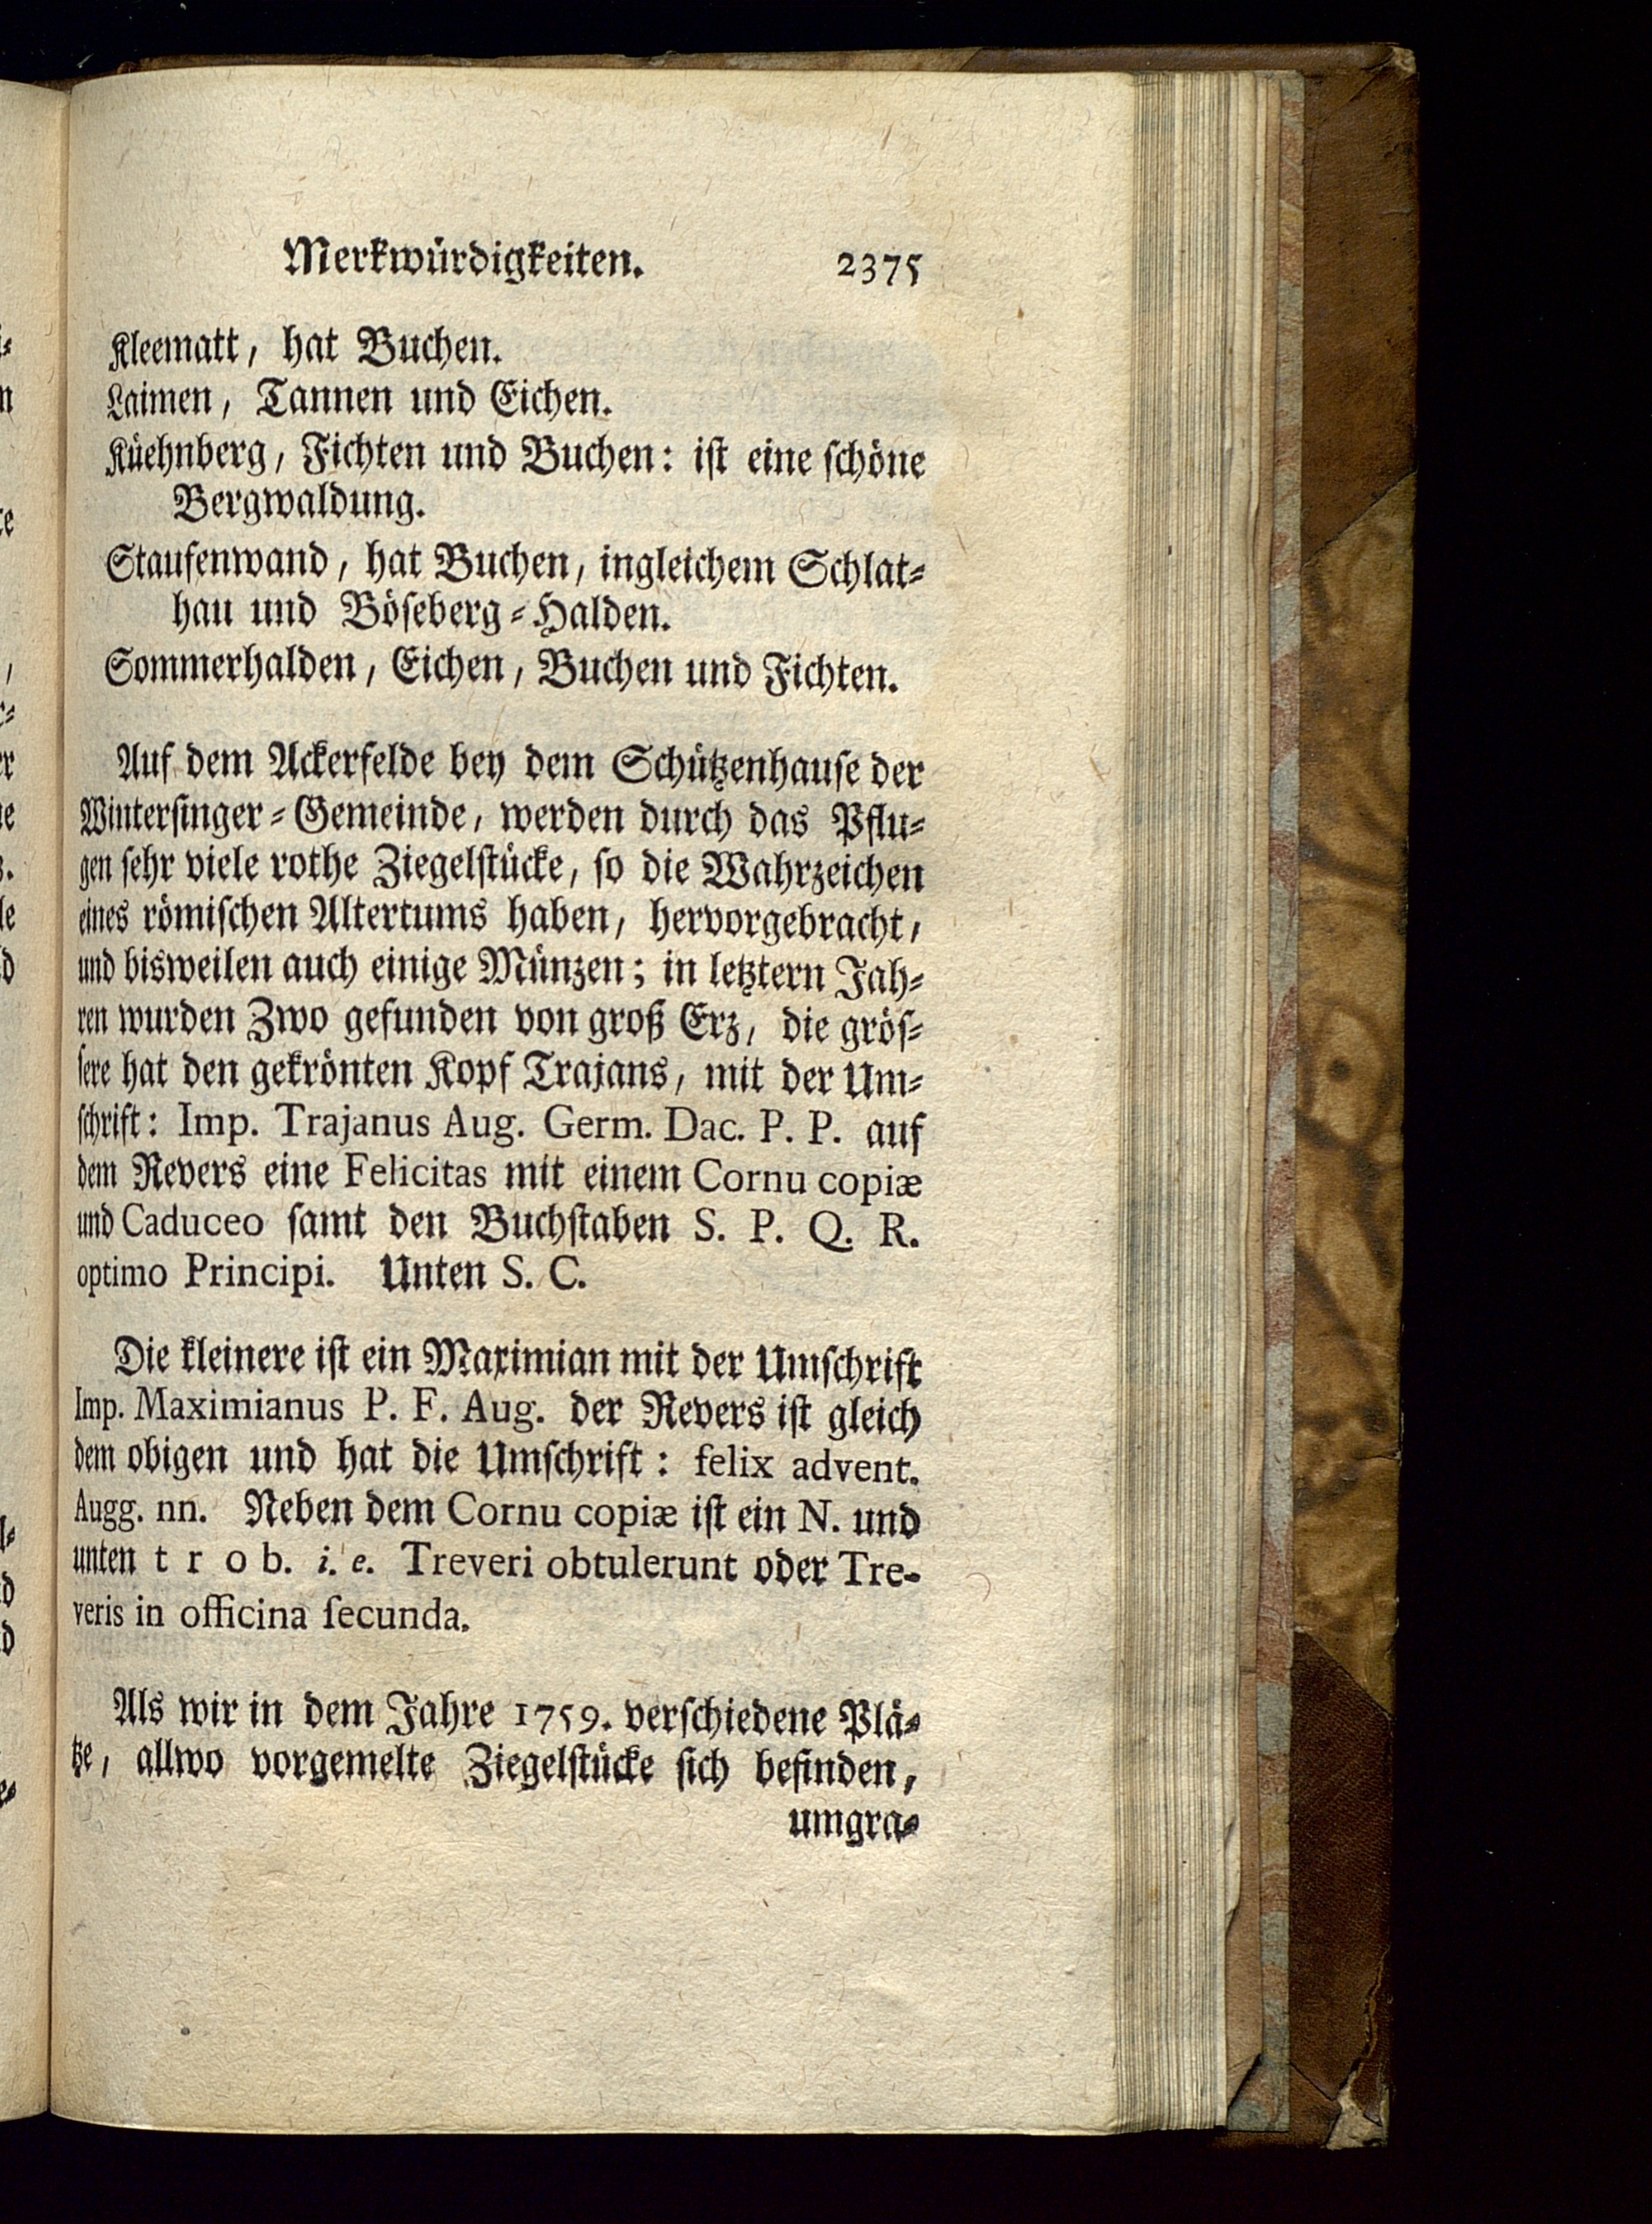 Merkwürdigkeiten. 2375
Kleematt, hat Buchen.
Laimen, Tannen und Eichen.
Küehnberg, Fichten und Buchen: iſt eine ſchöne
Bergwaldung.
Staufenwand, hat Buchen, ingleichem Schlat⸗
hau und Böſeberg⸗Halden.
Sommerhalden, Eichen, Buchen und Fichten.
Auf dem Ackerfelde bey dem Schützenhauſe der
Winterſinger⸗Gemeinde, werden durch das Pflu⸗
gen ſehr viele rothe Ziegelſtücke, ſo die Wahrzeichen
eines römiſchen Altertums haben, hervorgebracht,
und bisweilen auch einige Münzen; in letztern Jah⸗
ren wurden Zwo gefunden von groß Erz, die gröſ⸗
ſere hat den gekrönten Kopf Trajans, mit der Um⸗
ſchrift: Imp. Trajanus Aug. Germ. Dac. P. P. auf
dem Revers eine Felicitas mit einem Cornu copiæ
und Caduceo ſamt den Buchſtaben S. P. Q. R.
optimo Principi. Unten S. C.
Die kleinere iſt ein Maximian mit der Umſchrift
Imp. Maximianus P. F. Aug. der Revers iſt gleich
dem obigen und hat die Umſchrift: felix advent.
Augg. nn. Neben dem Cornu copiæ iſt ein N. und
unten t r o b. i. e. Treveri obtulerunt oder Tre-
veris in officina ſecunda.
Als wir in dem Jahre 1759. verſchiedene Plä⸗
tze, allwo vorgemelte Ziegelſtücke ſich befinden,
umgra⸗